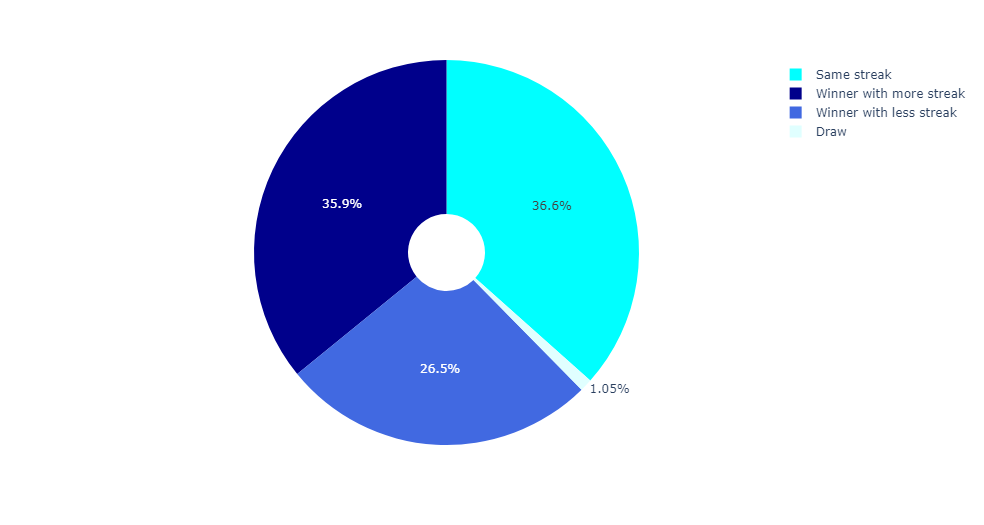 Same streak
Winner with more streak
Winner with less streak
Draw
35.9%
36.6%
26.5%
1.05%